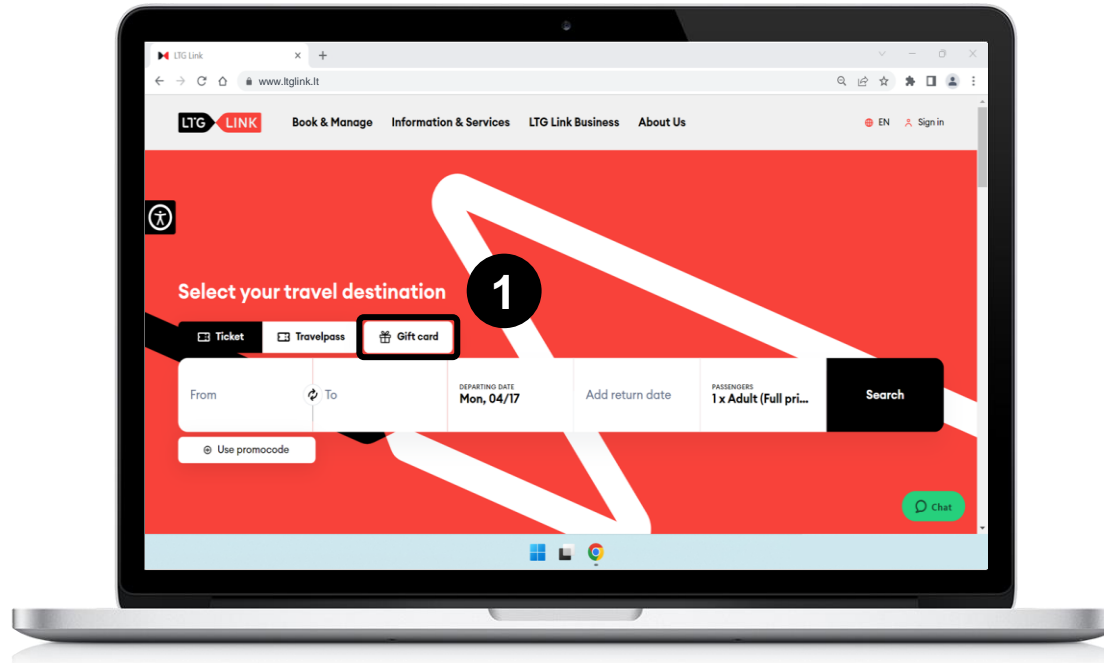 LTG Link
www.ltglink.lt
LTG LINK Book & Manage Information & Services LTG Link Business About Us EN Sign in
Select your travel destination
1
Ticket Travelpass Gift card
From To DEPARTING DATE Mon, 04/17 Add return date PASSENGERS 1 x Adult (Full pri... Search
Use promocode
Chat